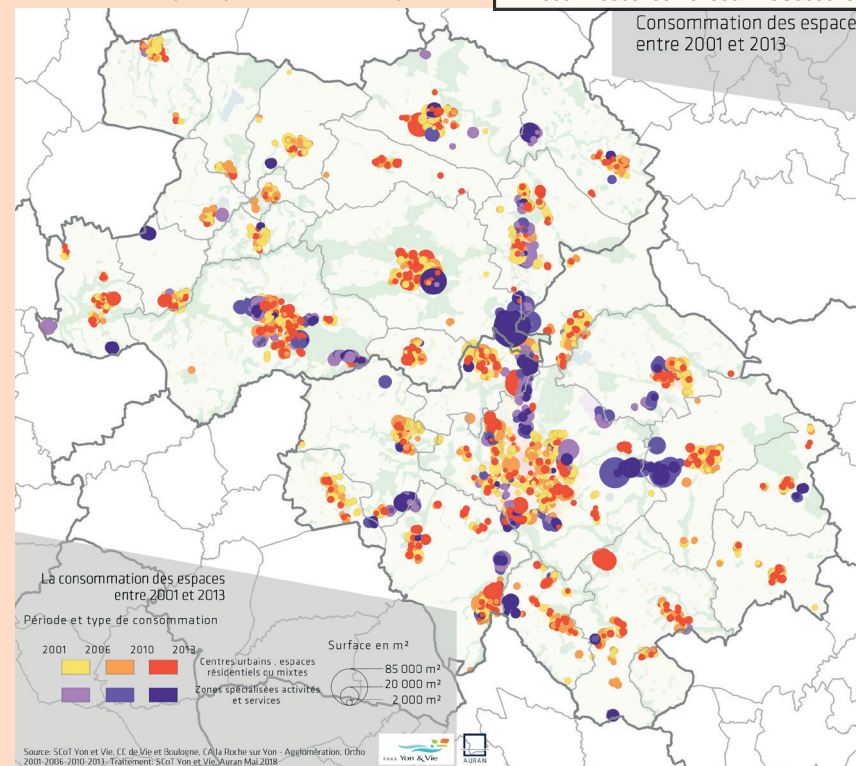 Consommation des espaces
entre 2001 et 2013
La consommation des espaces
entre 2001 et 2013
Période et type de consommation
2001 2006 2010 2013
Centres urbains, espaces
résidentiels ou mixtes
Zones spécialisées activités
et services
Surface en m²
85 000 m²
20 000 m²
2 000 m²
Source: SCoT Yon et Vie, CC de Vie et Boulogne, CA la Roche sur Yon - Agglomération, Ortho
2001-2006-2010-2013- Traitement: SCoT Yon et Vie, Auran Mai 2018
PAYS Yon & Vie
AURAN